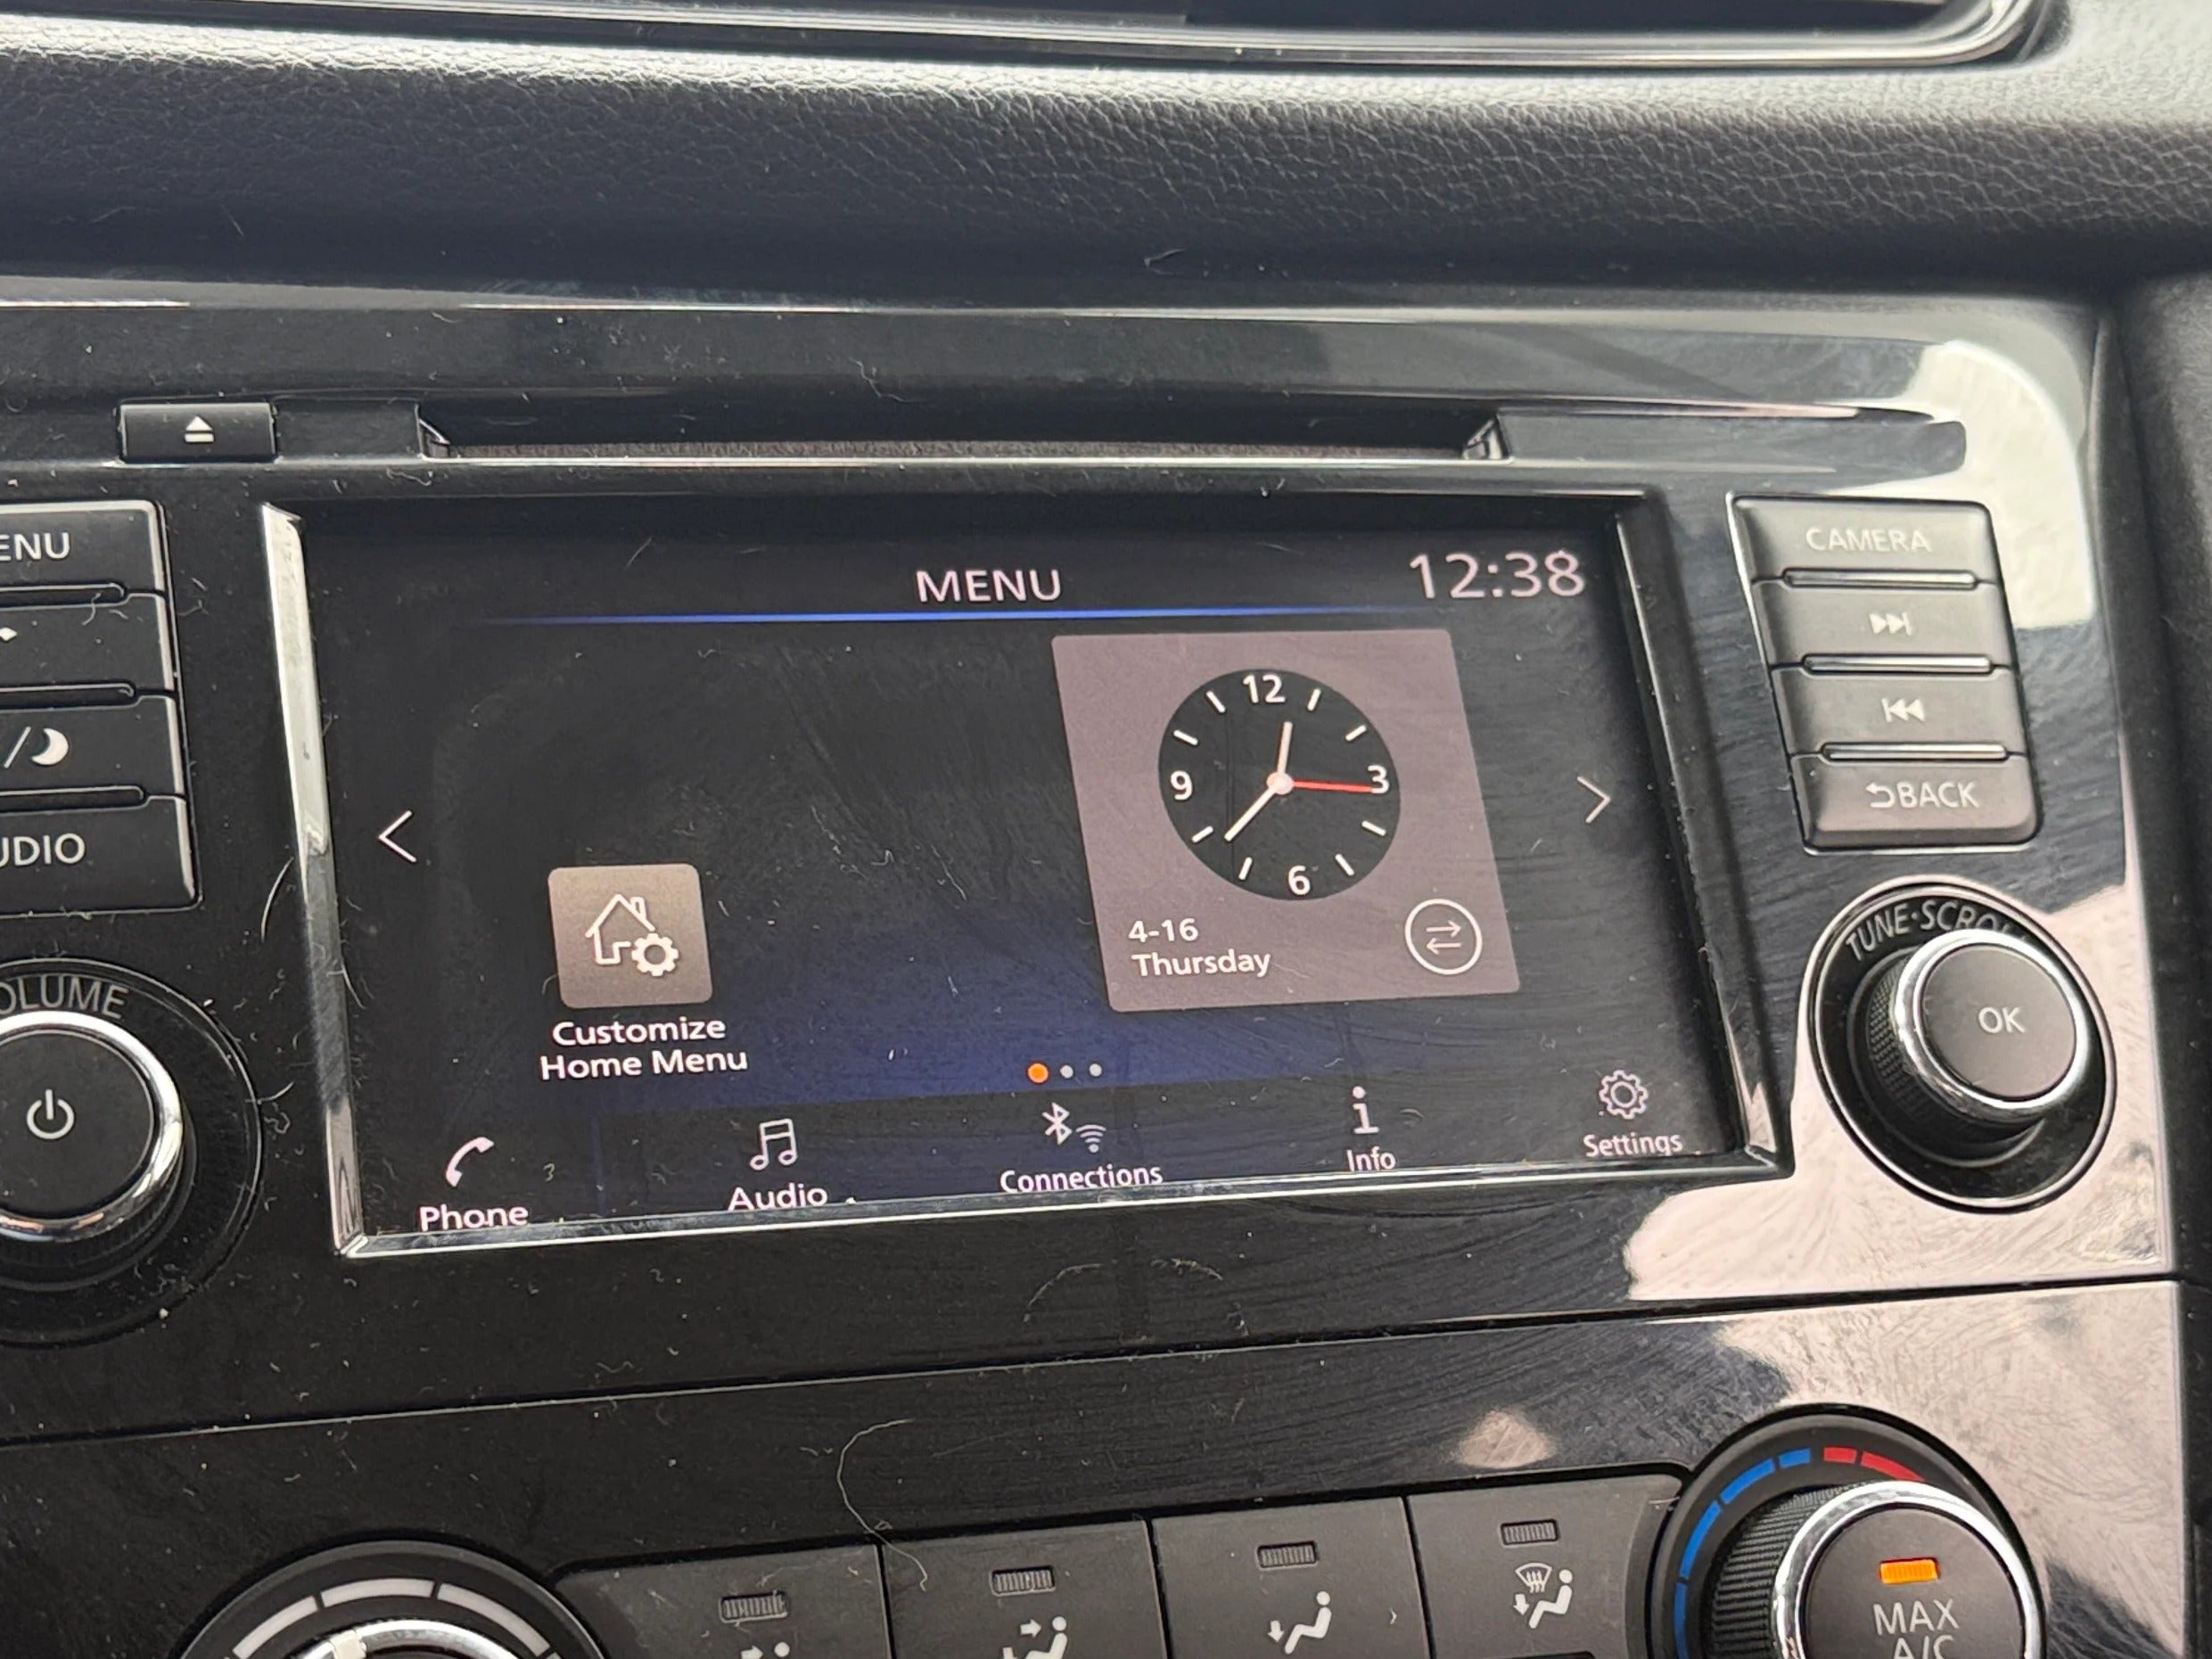 MENU
12:38
CAMERA
ENU
12
9
3
6
BACK
UDIO
4-16
Thursday
TUNE·SCROLL
OK
OLUME
Customize
Home Menu
Phone
Audio
Connections
Info
Settings
MAX
A/C